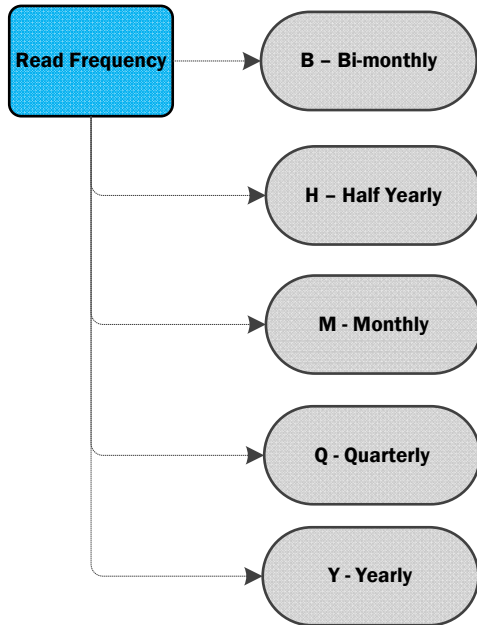 Read Frequency
B – Bi-monthly
H – Half Yearly
M - Monthly
Q - Quarterly
Y - Yearly